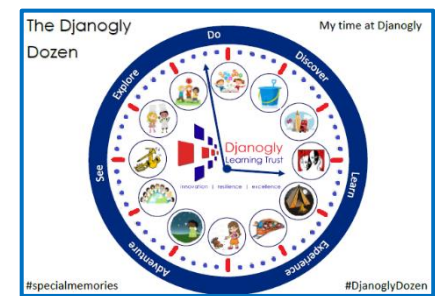 The Djanogly
Dozen
My time at Djanogly
Do
Discover
Learn
Experience
Adventure
See
Explore
Djanogly
Learning Trust
innovation | resilience | excellence
#specialmemories
#DjanoglyDozen